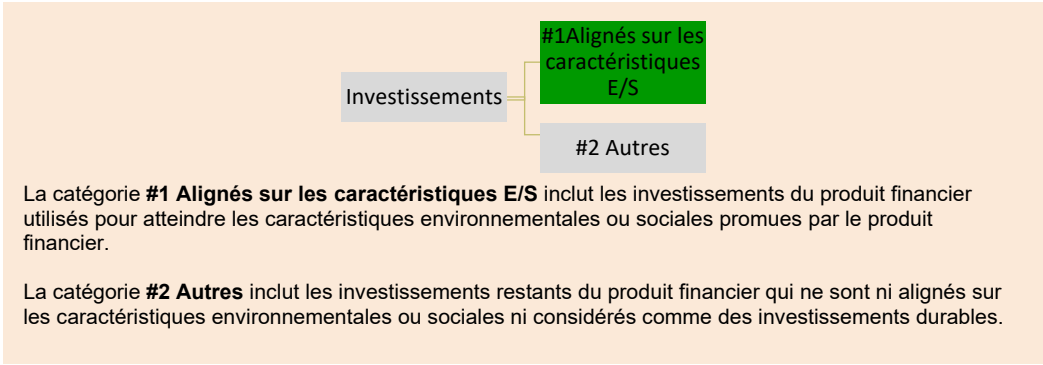 #1Alignés sur les
caractéristiques
E/S
Investissements
#2 Autres
La catégorie #1 Alignés sur les caractéristiques E/S inclut les investissements du produit financier
utilisés pour atteindre les caractéristiques environnementales ou sociales promues par le produit
financier.
La catégorie #2 Autres inclut les investissements restants du produit financier qui ne sont ni alignés sur
les caractéristiques environnementales ou sociales ni considérés comme des investissements durables.